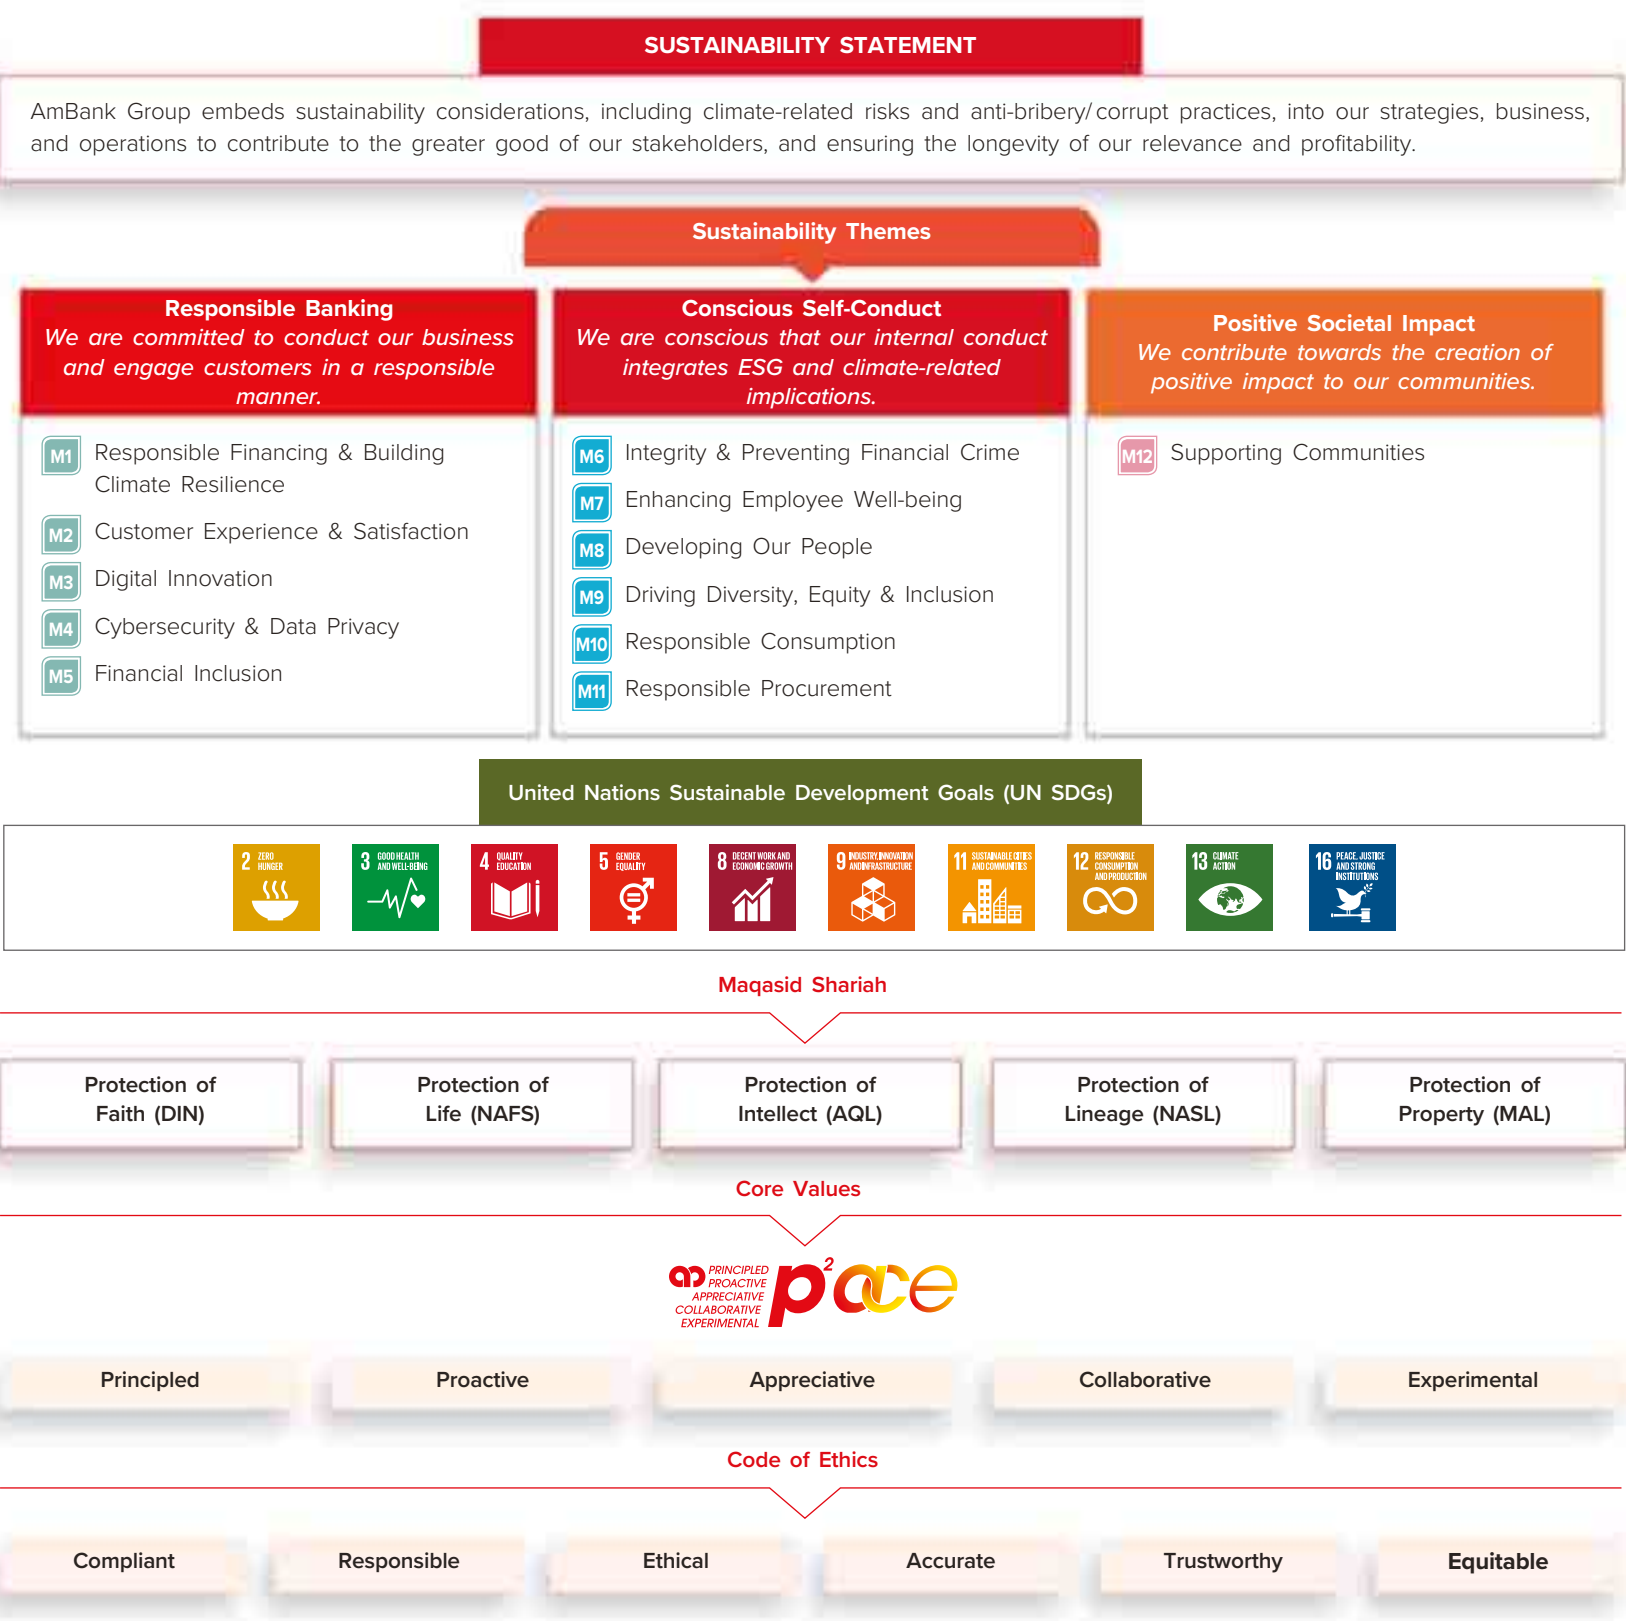 SUSTAINABILITY STATEMENT
AmBank Group embeds sustainability considerations, including climate-related risks and anti-bribery/corrupt practices, into our strategies, business,
and operations to contribute to the greater good of our stakeholders, and ensuring the longevity of our relevance and profitability.
Sustainability Themes
Responsible Banking
We are committed to conduct our business
and engage customers in a responsible
manner.
M1 Responsible Financing & Building
Climate Resilience
M2 Customer Experience & Satisfaction
M3 Digital Innovation
M4 Cybersecurity & Data Privacy
M5 Financial Inclusion
Conscious Self-Conduct
We are conscious that our internal conduct
integrates ESG and climate-related
implications.
M6 Integrity & Preventing Financial Crime
M7 Enhancing Employee Well-being
M8 Developing Our People
M9 Driving Diversity, Equity & Inclusion
M10 Responsible Consumption
M11 Responsible Procurement
Positive Societal Impact
We contribute towards the creation of
positive impact to our communities.
M12 Supporting Communities
United Nations Sustainable Development Goals (UN SDGs)
2 ZERO
HUNGER
3 GOOD HEALTH
AND WELL-BEING
4 QUALITY
EDUCATION
5 GENDER
EQUALITY
8 DECENT WORK AND
ECONOMIC GROWTH
9 INDUSTRY, INNOVATION
AND INFRASTRUCTURE
11 SUSTAINABLE CITIES
AND COMMUNITIES
12 RESPONSIBLE
CONSUMPTION
AND PRODUCTION
13 CLIMATE
ACTION
16 PEACE, JUSTICE
AND STRONG
INSTITUTIONS
Maqasid Shariah
Protection of
Faith (DIN)
Protection of
Life (NAFS)
Protection of
Intellect (AQL)
Protection of
Lineage (NASL)
Protection of
Property (MAL)
Core Values
PRINCIPLED
PROACTIVE
APPRECIATIVE
COLLABORATIVE
EXPERIMENTAL
p²ace
Principled
Proactive
Appreciative
Collaborative
Experimental
Code of Ethics
Compliant
Responsible
Ethical
Accurate
Trustworthy
Equitable